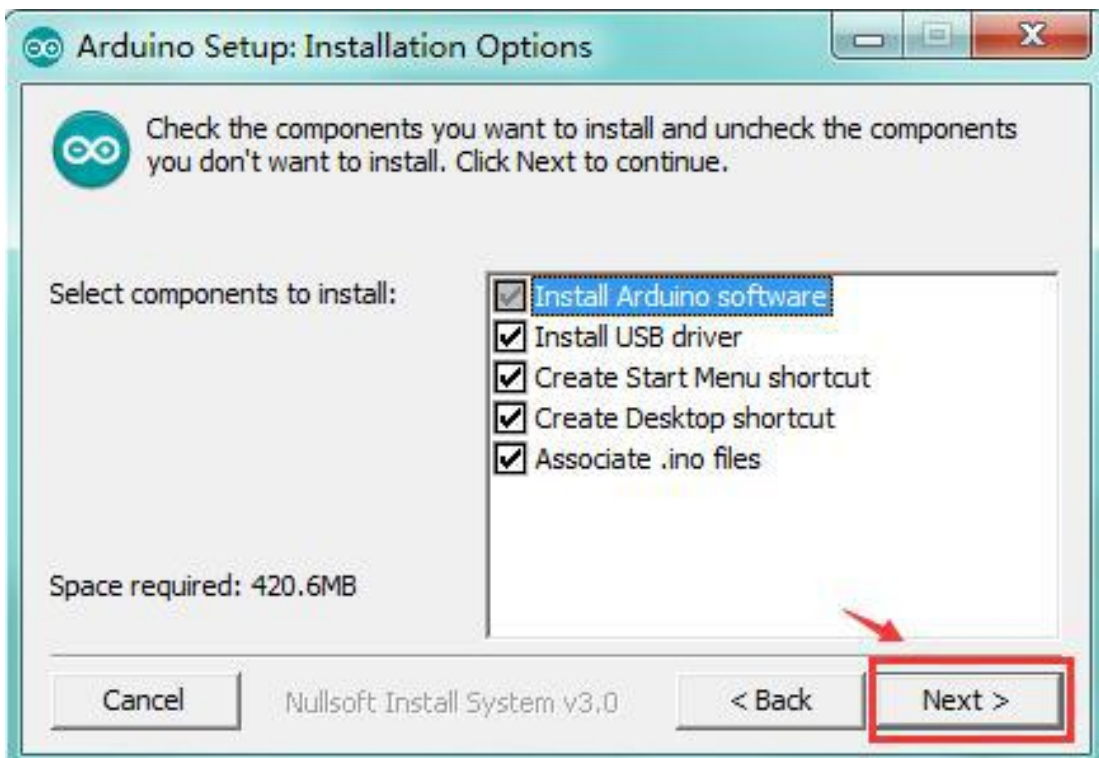 Arduino Setup: Installation Options
Check the components you want to install and uncheck the components
you don't want to install. Click Next to continue.
Select components to install:
Install Arduino software
Install USB driver
Create Start Menu shortcut
Create Desktop shortcut
Associate .ino files
Space required: 420.6MB
Cancel
Nullsoft Install System v3.0
< Back
Next >